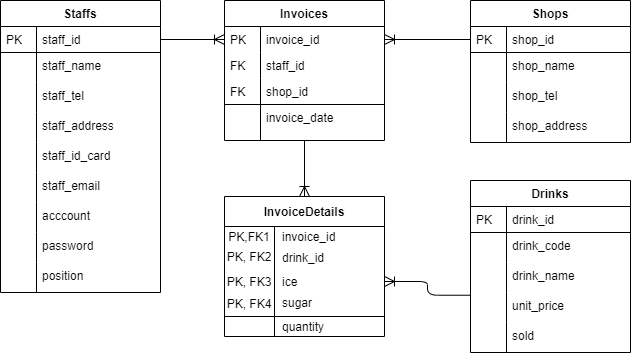 Staffs
PK staff_id
staff_name
staff_tel
staff_address
staff_id_card
staff_email
acccount
password
position
Invoices
PK invoice_id
FK staff_id
FK shop_id
invoice_date
Shops
PK shop_id
shop_name
shop_tel
shop_address
InvoiceDetails
PK,FK1 invoice_id
PK, FK2 drink_id
PK, FK3 ice
PK, FK4 sugar
quantity
Drinks
PK drink_id
drink_code
drink_name
unit_price
sold